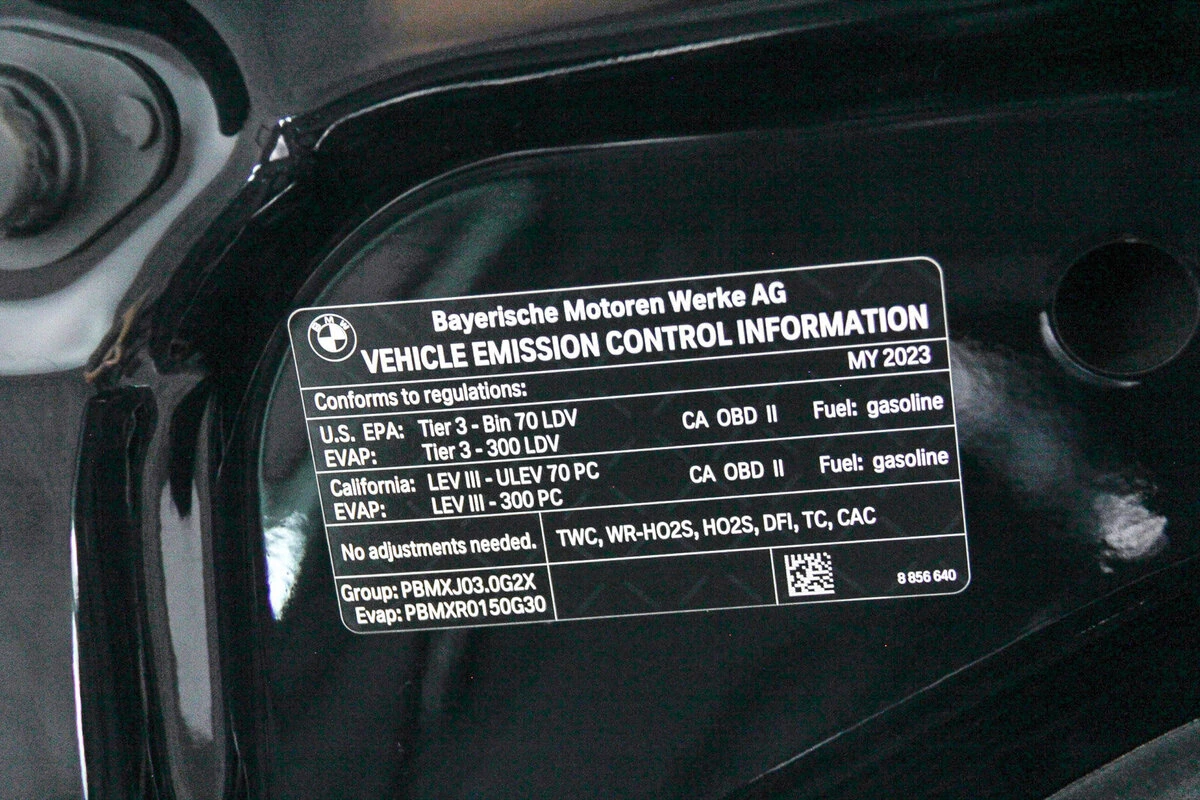 BMW
Bayerische Motoren Werke AG
VEHICLE EMISSION CONTROL INFORMATION
Conforms to regulations: MY 2023
U.S. EPA: Tier 3 - Bin 70 LDV CA OBD II Fuel: gasoline
EVAP: Tier 3 - 300 LDV
California: LEV III - ULEV 70 PC CA OBD II Fuel: gasoline
EVAP: LEV III - 300 PC
No adjustments needed. TWC, WR-HO2S, HO2S, DFI, TC, CAC
Group: PBMXJ03.0G2X
Evap: PBMXR0150G30
8 856 640